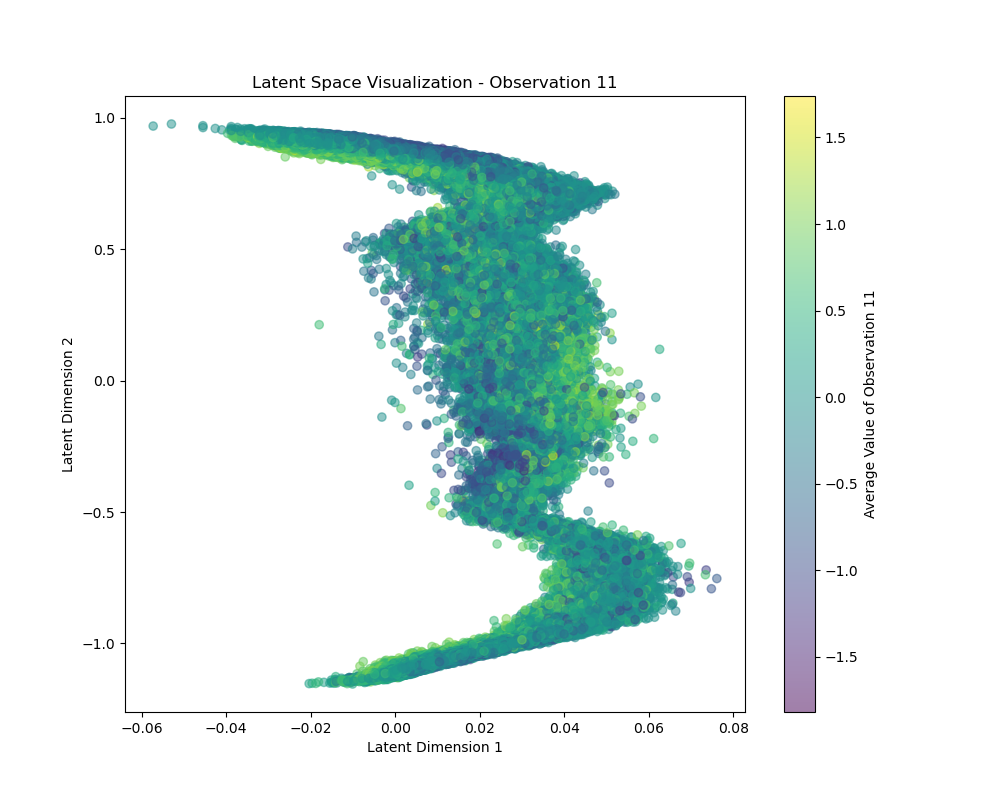 Latent Space Visualization - Observation 11
Latent Dimension 2
1.0
0.5
0.0
−0.5
−1.0
−0.06 −0.04 −0.02 0.00 0.02 0.04 0.06 0.08
Latent Dimension 1
1.5
1.0
0.5
0.0
−0.5
−1.0
−1.5
Average Value of Observation 11